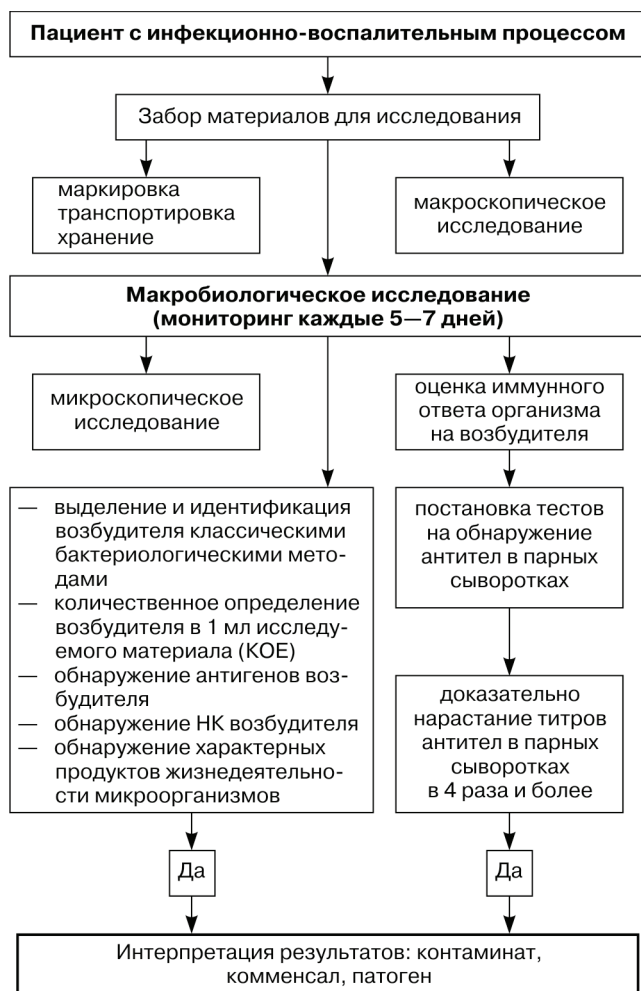 Пациент с инфекционно-воспалительным процессом
Забор материалов для исследования
маркировка
транспортировка
хранение
макроскопическое
исследование
Макробиологическое исследование
(мониторинг каждые 5—7 дней)
микроскопическое
исследование
оценка иммунного
ответа организма
на возбудителя
— выделение и идентификация
возбудителя классическими
бактериологическими мето-
дами
— количественное определение
возбудителя в 1 мл исследу-
емого материала (КОЕ)
— обнаружение антигенов воз-
будителя
— обнаружение НК возбудителя
— обнаружение характерных
продуктов жизнедеятельно-
сти микроорганизмов
постановка тестов
на обнаружение
антител в парных
сыворотках
доказательно
нарастание титров
антител в парных
сыворотках
в 4 раза и более
Да
Да
Интерпретация результатов: контаминат,
комменсал, патоген